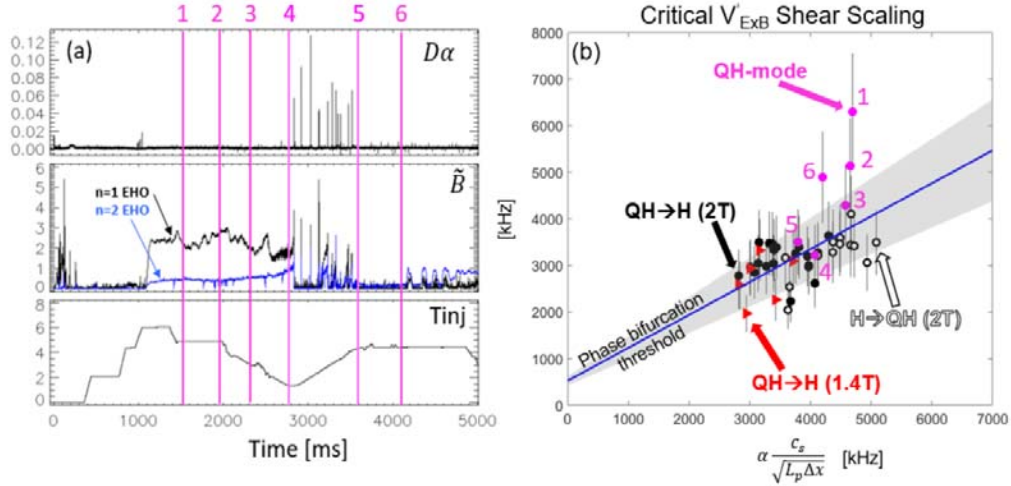 1 2 3 4 5 6
(a)
Dα
0.12
0.10
0.08
0.06
0.04
0.02
0.00
B̃
6
5
4
3
2
1
0
n=1 EHO
n=2 EHO
Tinj
8
6
4
2
0
0 1000 2000 3000 4000 5000
Time [ms]
Critical V'ExB Shear Scaling
(b)
[kHz]
8000
7000
6000
5000
4000
3000
2000
1000
0
QH-mode
1
2
3
6
5
4
QH→H (2T)
H→QH (2T)
Phase bifurcation
threshold
QH→H (1.4T)
0 1000 2000 3000 4000 5000 6000 7000
α c_s/√(L_p Δx) [kHz]